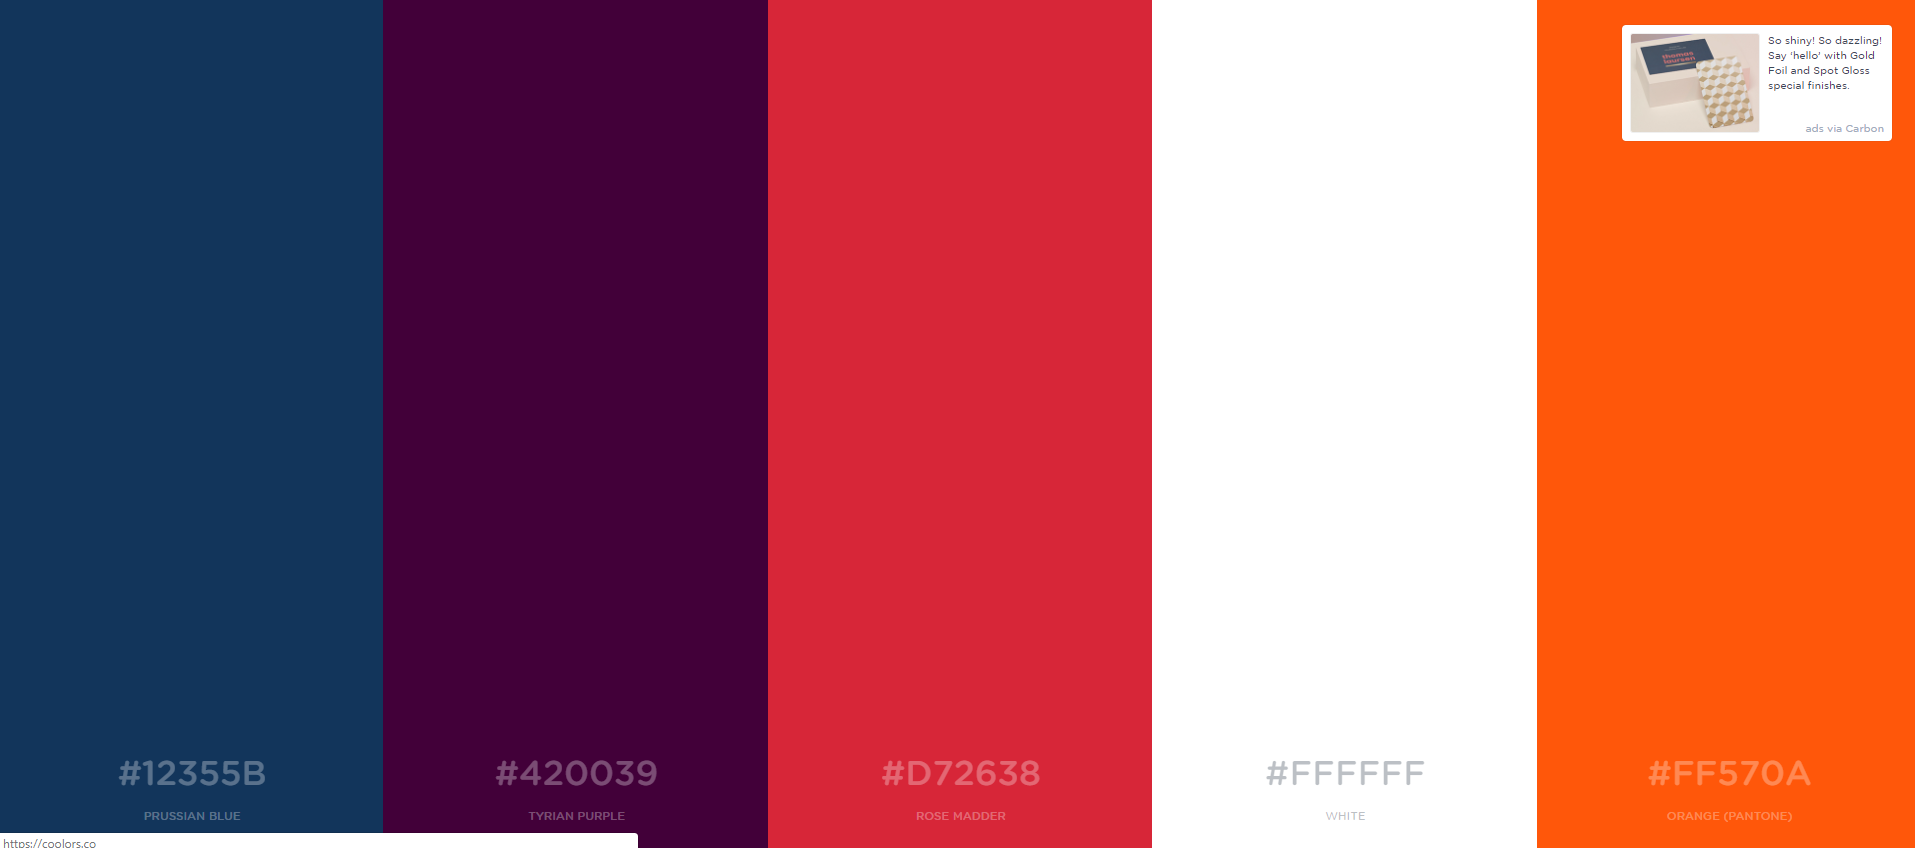 So shiny! So dazzling!
Say 'hello' with Gold
Foil and Spot Gloss
special finishes.
ads via Carbon
#12355B
#420039
#D72638
#FFFFFF
#FF570A
PRUSSIAN BLUE
TYRIAN PURPLE
ROSE MADDER
WHITE
ORANGE (PANTONE)
https://coolors.co